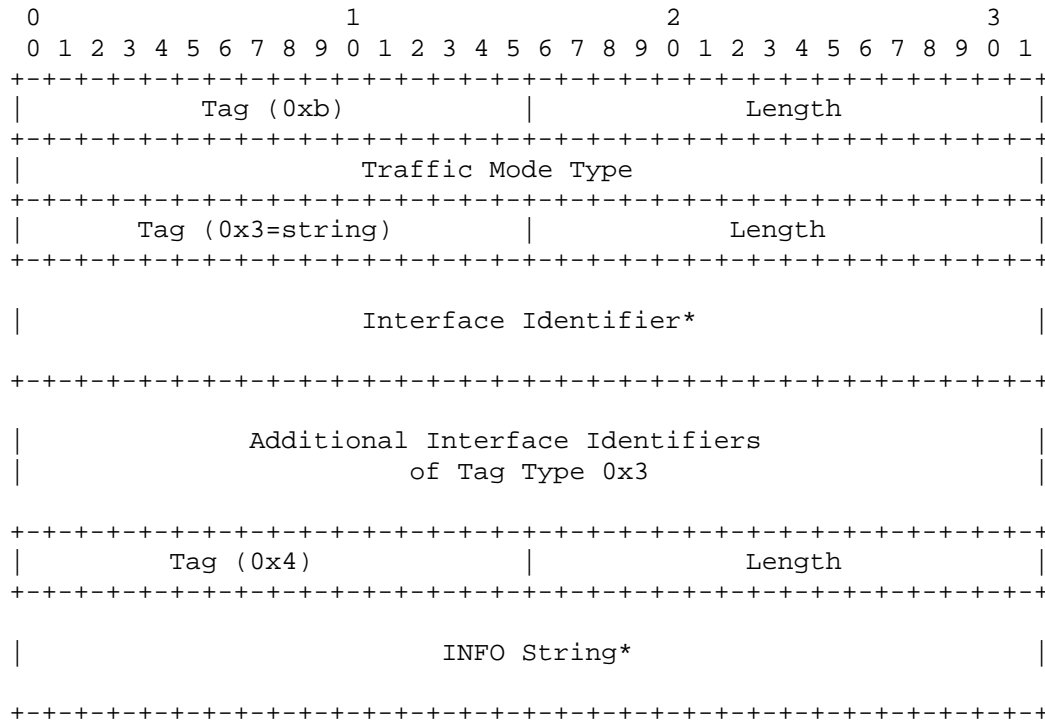 0                   1                   2                   3
 0 1 2 3 4 5 6 7 8 9 0 1 2 3 4 5 6 7 8 9 0 1 2 3 4 5 6 7 8 9 0 1
+-+-+-+-+-+-+-+-+-+-+-+-+-+-+-+-+-+-+-+-+-+-+-+-+-+-+-+-+-+-+-+-+
|           Tag (0xb)           |             Length            |
+-+-+-+-+-+-+-+-+-+-+-+-+-+-+-+-+-+-+-+-+-+-+-+-+-+-+-+-+-+-+-+-+
|                     Traffic Mode Type                         |
+-+-+-+-+-+-+-+-+-+-+-+-+-+-+-+-+-+-+-+-+-+-+-+-+-+-+-+-+-+-+-+-+
|       Tag (0x3=string)        |            Length             |
+-+-+-+-+-+-+-+-+-+-+-+-+-+-+-+-+-+-+-+-+-+-+-+-+-+-+-+-+-+-+-+-+
|                     Interface Identifier*                     |
+-+-+-+-+-+-+-+-+-+-+-+-+-+-+-+-+-+-+-+-+-+-+-+-+-+-+-+-+-+-+-+-+
|              Additional Interface Identifiers                 |
|                        of Tag Type 0x3                        |
+-+-+-+-+-+-+-+-+-+-+-+-+-+-+-+-+-+-+-+-+-+-+-+-+-+-+-+-+-+-+-+-+
|         Tag (0x4)             |             Length            |
+-+-+-+-+-+-+-+-+-+-+-+-+-+-+-+-+-+-+-+-+-+-+-+-+-+-+-+-+-+-+-+-+
|                          INFO String*                         |
+-+-+-+-+-+-+-+-+-+-+-+-+-+-+-+-+-+-+-+-+-+-+-+-+-+-+-+-+-+-+-+-+